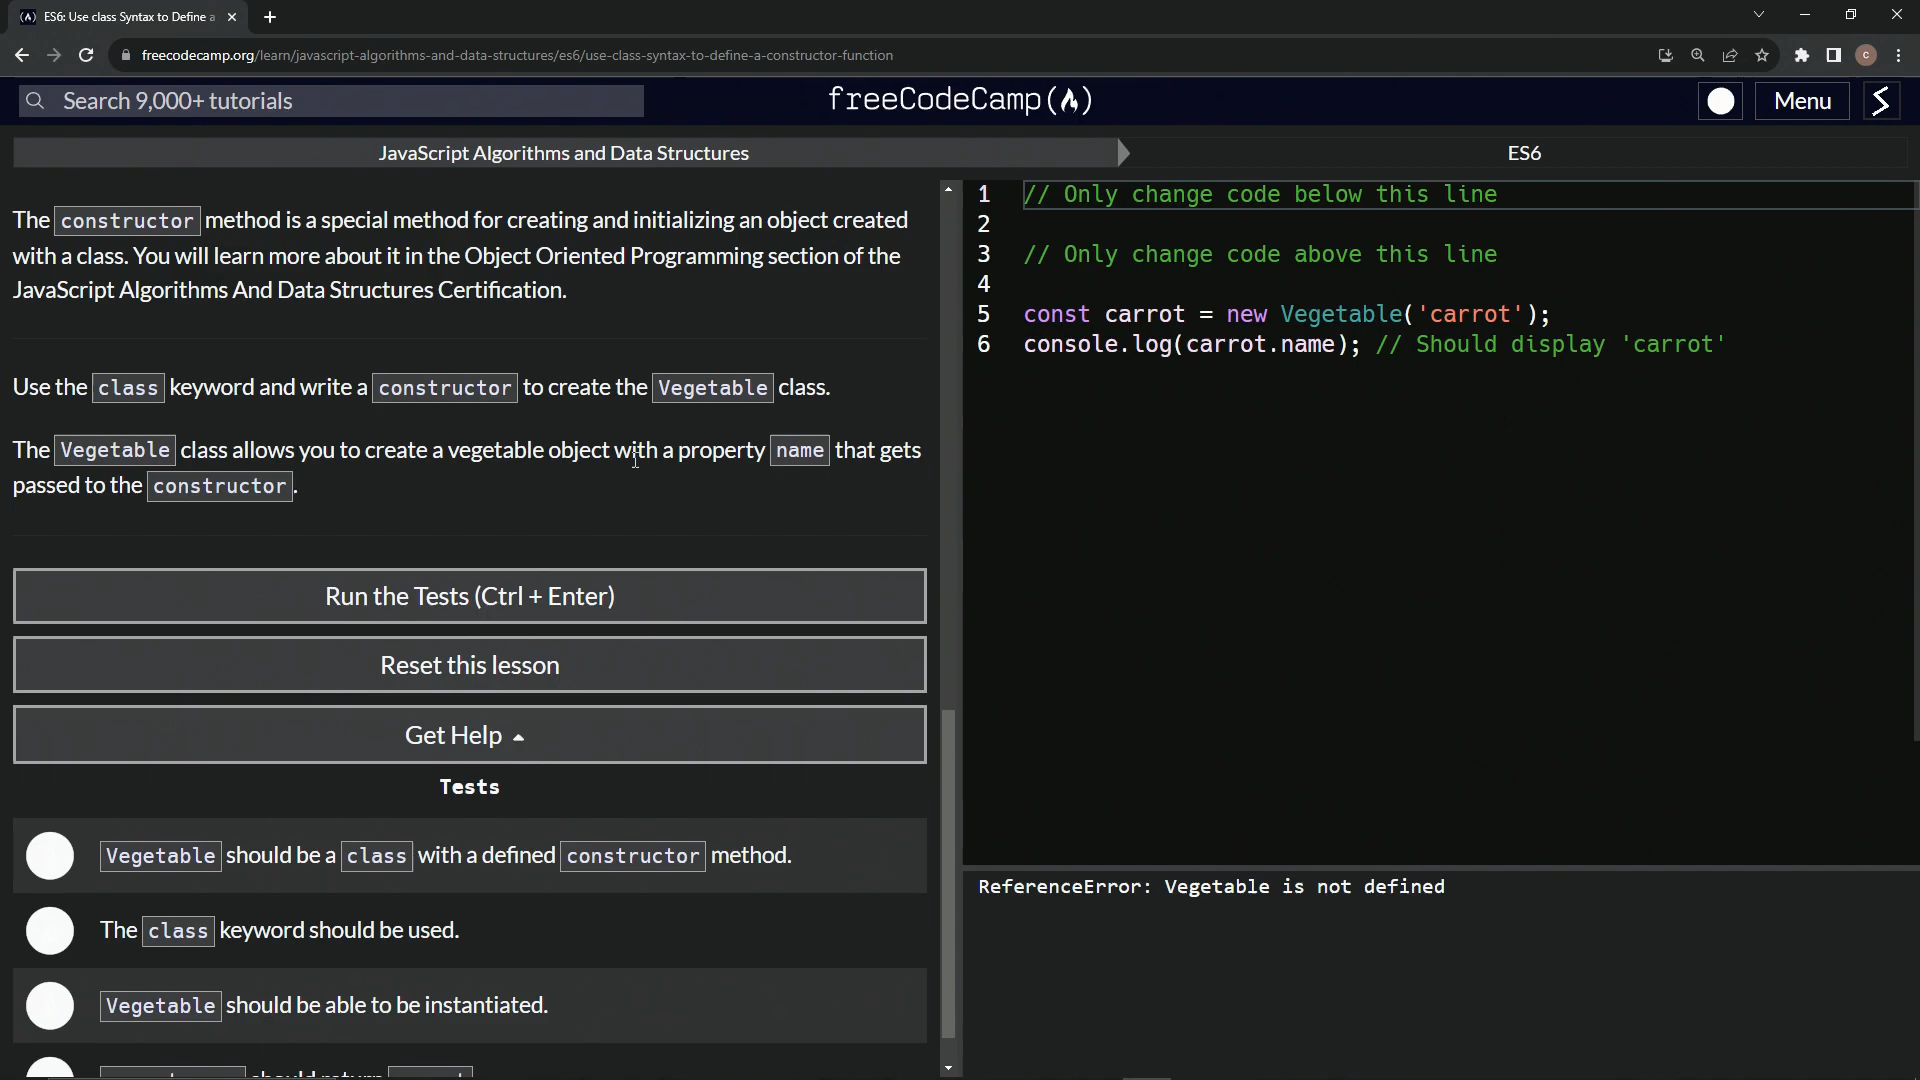 ES6: Use class Syntax to Define a
freecodecamp.org/learn/javascript-algorithms-and-data-structures/es6/use-class-syntax-to-define-a-constructor-function
C
Search 9,000+ tutorials
freeCodeCamp
Menu
JavaScript Algorithms and Data Structures
ES6
The constructor method is a special method for creating and initializing an object created
with a class. You will learn more about it in the Object Oriented Programming section of the
JavaScript Algorithms And Data Structures Certification.
Use the class keyword and write a constructor to create the Vegetable class.
The Vegetable class allows you to create a vegetable object with a property name that gets
passed to the constructor.
Run the Tests (Ctrl + Enter)
Reset this lesson
Get Help
Tests
Vegetable should be a class with a defined constructor method.
The class keyword should be used.
Vegetable should be able to be instantiated.
should return
1 // Only change code below this line
2
3 // Only change code above this line
4
5 const carrot = new Vegetable('carrot');
6 console.log(carrot.name); // Should display 'carrot'
ReferenceError: Vegetable is not defined